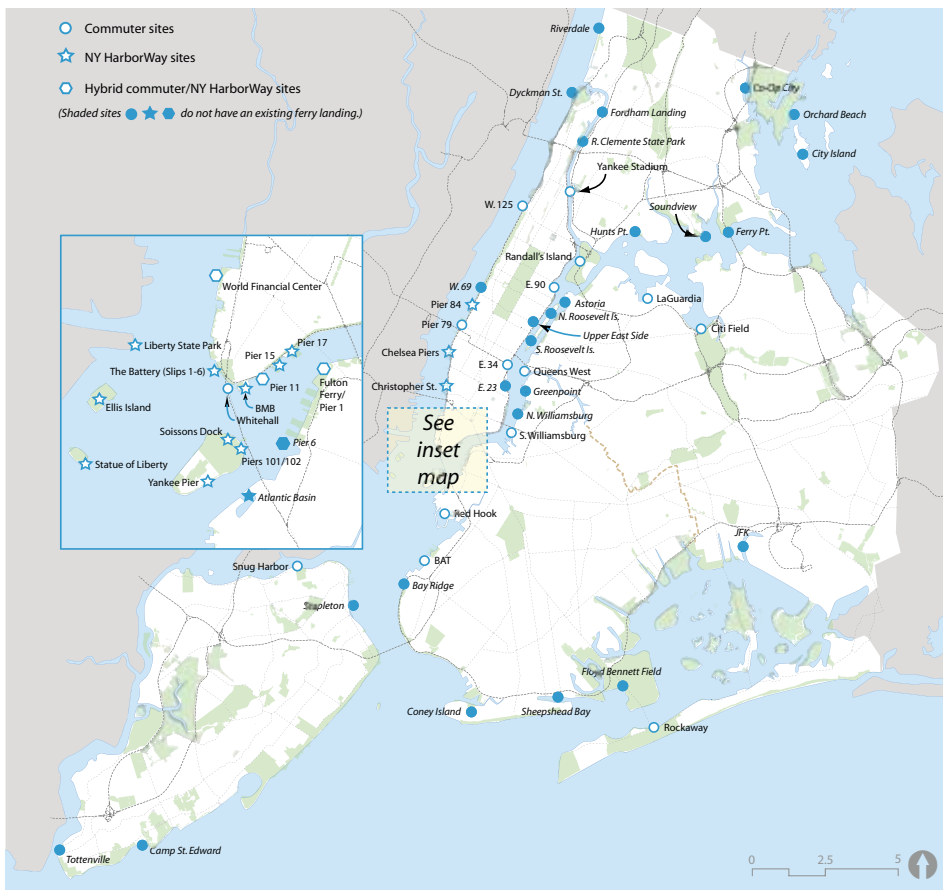 Commuter sites
NY HarborWay sites
Hybrid commuter/NY HarborWay sites
(Shaded sites do not have an existing ferry landing.)
Riverdale
Dyckman St.
Co-Op City
Fordham Landing
Orchard Beach
R. Clemente State Park
City Island
Yankee Stadium
W. 125
Soundview
Hunts Pt.
Ferry Pt.
Randall's Island
W. 69
E. 90
Pier 84
Astoria
LaGuardia
N. Roosevelt Is,
Pier 79
Citi Field
Upper East Side
S. Roosevelt Is.
Chelsea Piers
E. 34
Queens West
Christopher St.
E. 23
Greenpoint
N. Williamsburg
S. Williamsburg
See
inset
map
World Financial Center
Liberty State Park
Pier 17
Pier 15
The Battery (Slips 1-6)
Pier 11
Fulton
Ferry/
Pier 1
Ellis Island
BMB
Whitehall
Soissons Dock
Pier 6
Piers 101/102
Statue of Liberty
Yankee Pier
Atlantic Basin
Red Hook
JFK
BAT
Snug Harbor
Bay Ridge
Stapleton
Floyd Bennett Field
Coney Island
Sheepshead Bay
Rockaway
Tottenville
Camp St. Edward
0 2.5 5